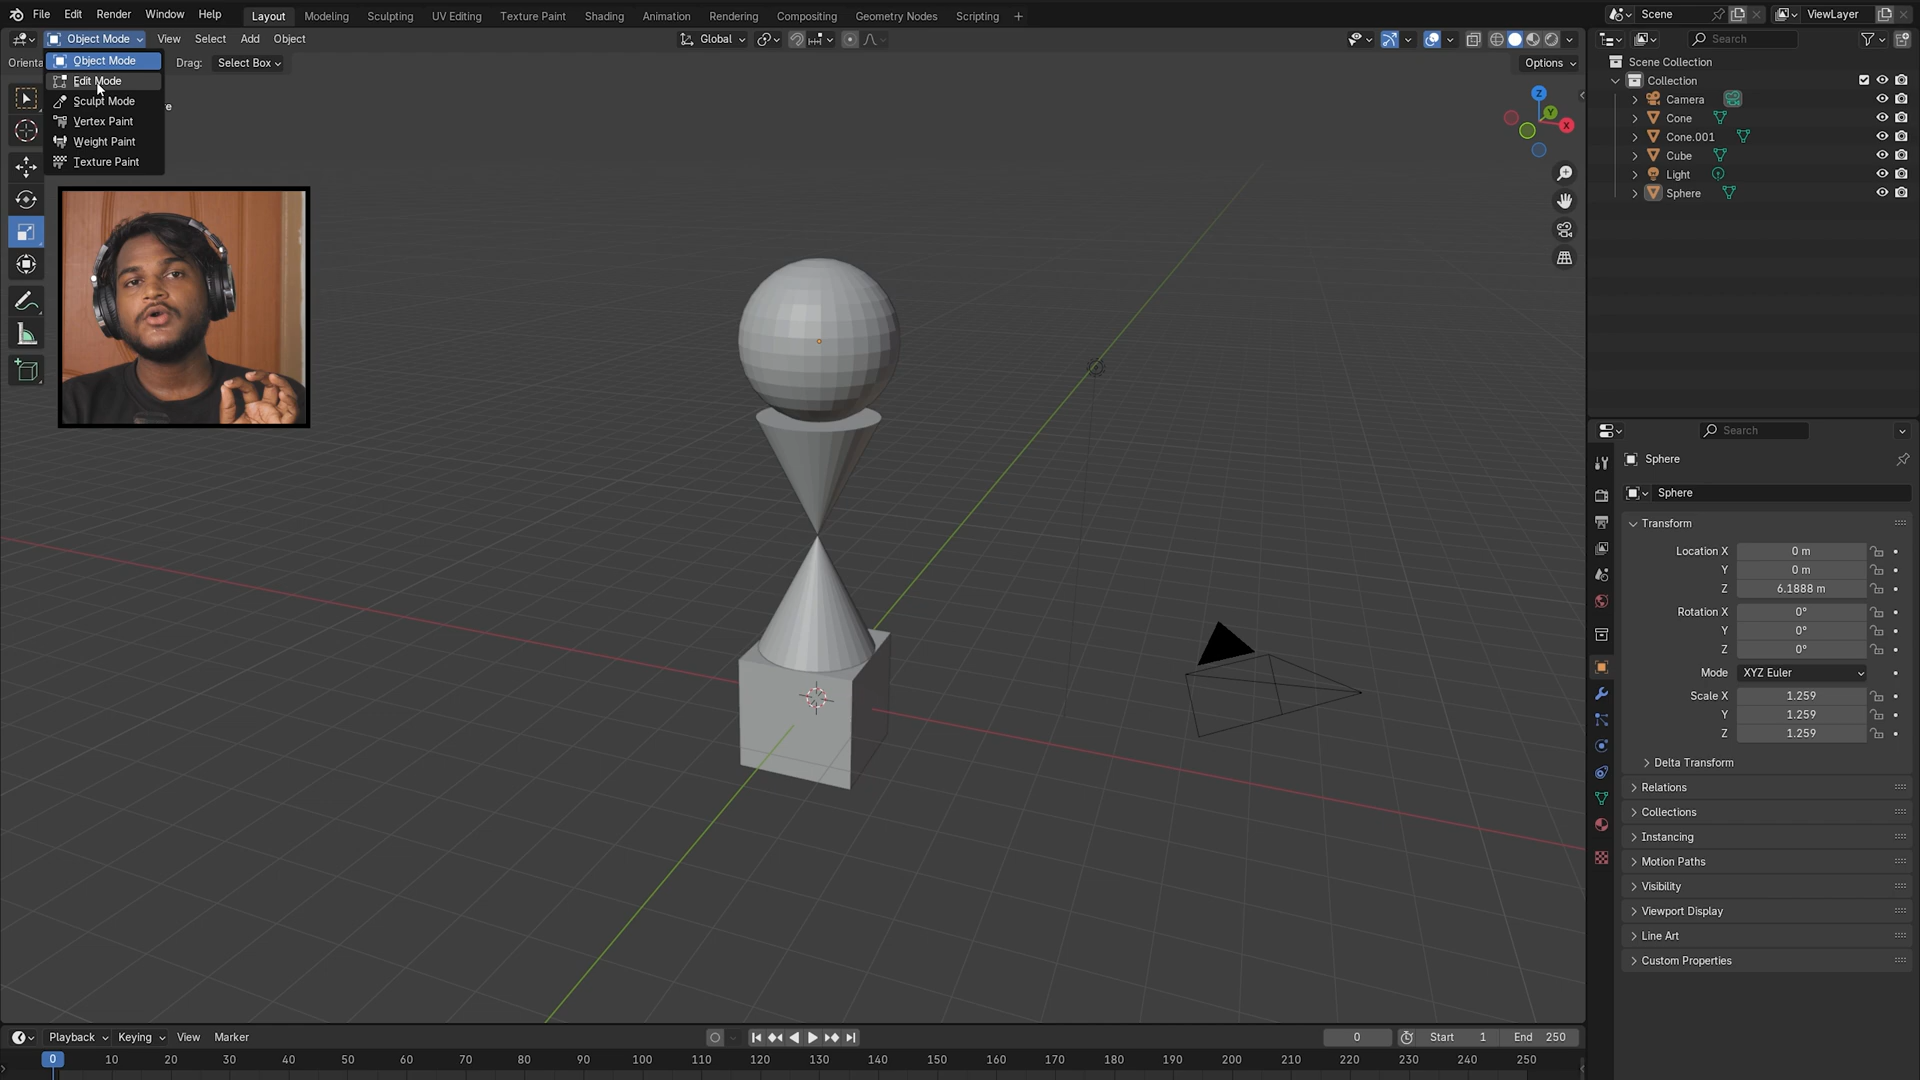 File Edit Render Window Help Layout Modeling Sculpting UV Editing Texture Paint Shading Animation Rendering Compositing Geometry Nodes Scripting + Scene ViewLayer
Object Mode View Select Add Object Global Search
Orienta Drag: Select Box Options
Object Mode
Edit Mode
Sculpt Mode
Vertex Paint
Weight Paint
Texture Paint
e
Z
Y
X
Scene Collection
Collection
Camera
Cone
Cone.001
Cube
Light
Sphere
Search
Sphere
Sphere
Transform
Location X 0 m
Y 0 m
Z 6.1888 m
Rotation X 0°
Y 0°
Z 0°
Mode XYZ Euler
Scale X 1.259
Y 1.259
Z 1.259
Delta Transform
Relations
Collections
Instancing
Motion Paths
Visibility
Viewport Display
Line Art
Custom Properties
Playback Keying View Marker 0 Start 1 End 250
0 10 20 30 40 50 60 70 80 90 100 110 120 130 140 150 160 170 180 190 200 210 220 230 240 250